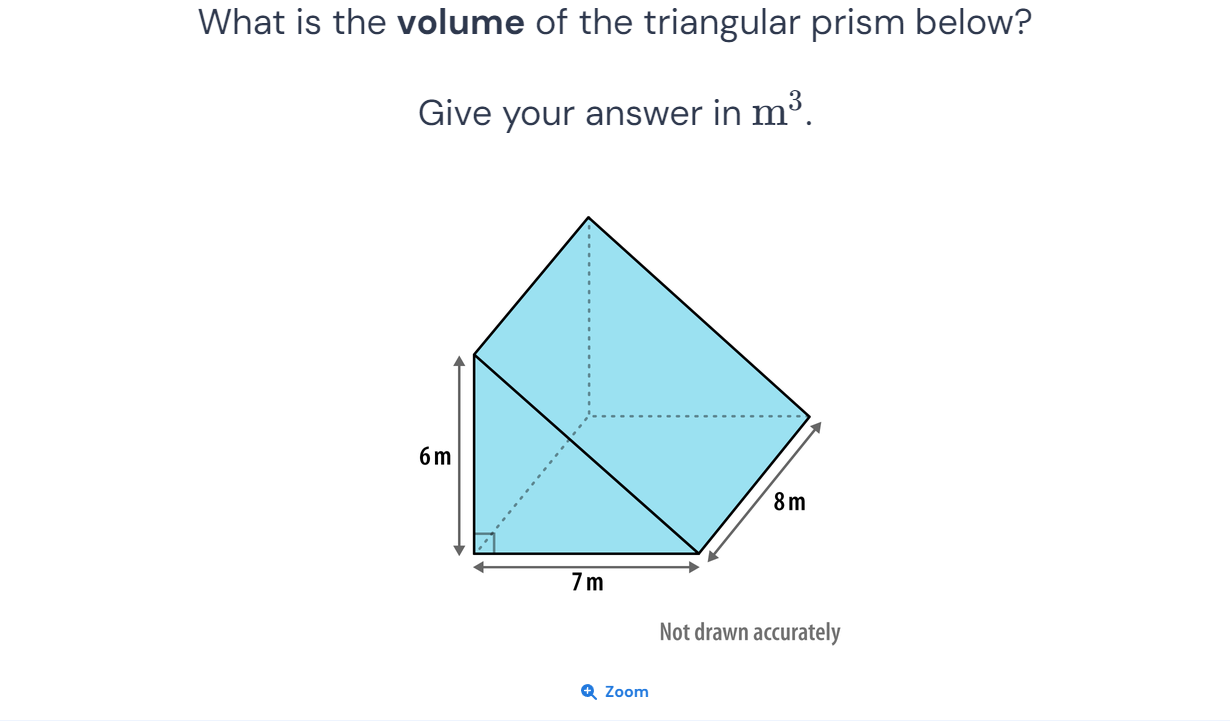 What is the volume of the triangular prism below?
Give your answer in m³.
6 m
8 m
7 m
Not drawn accurately
Zoom